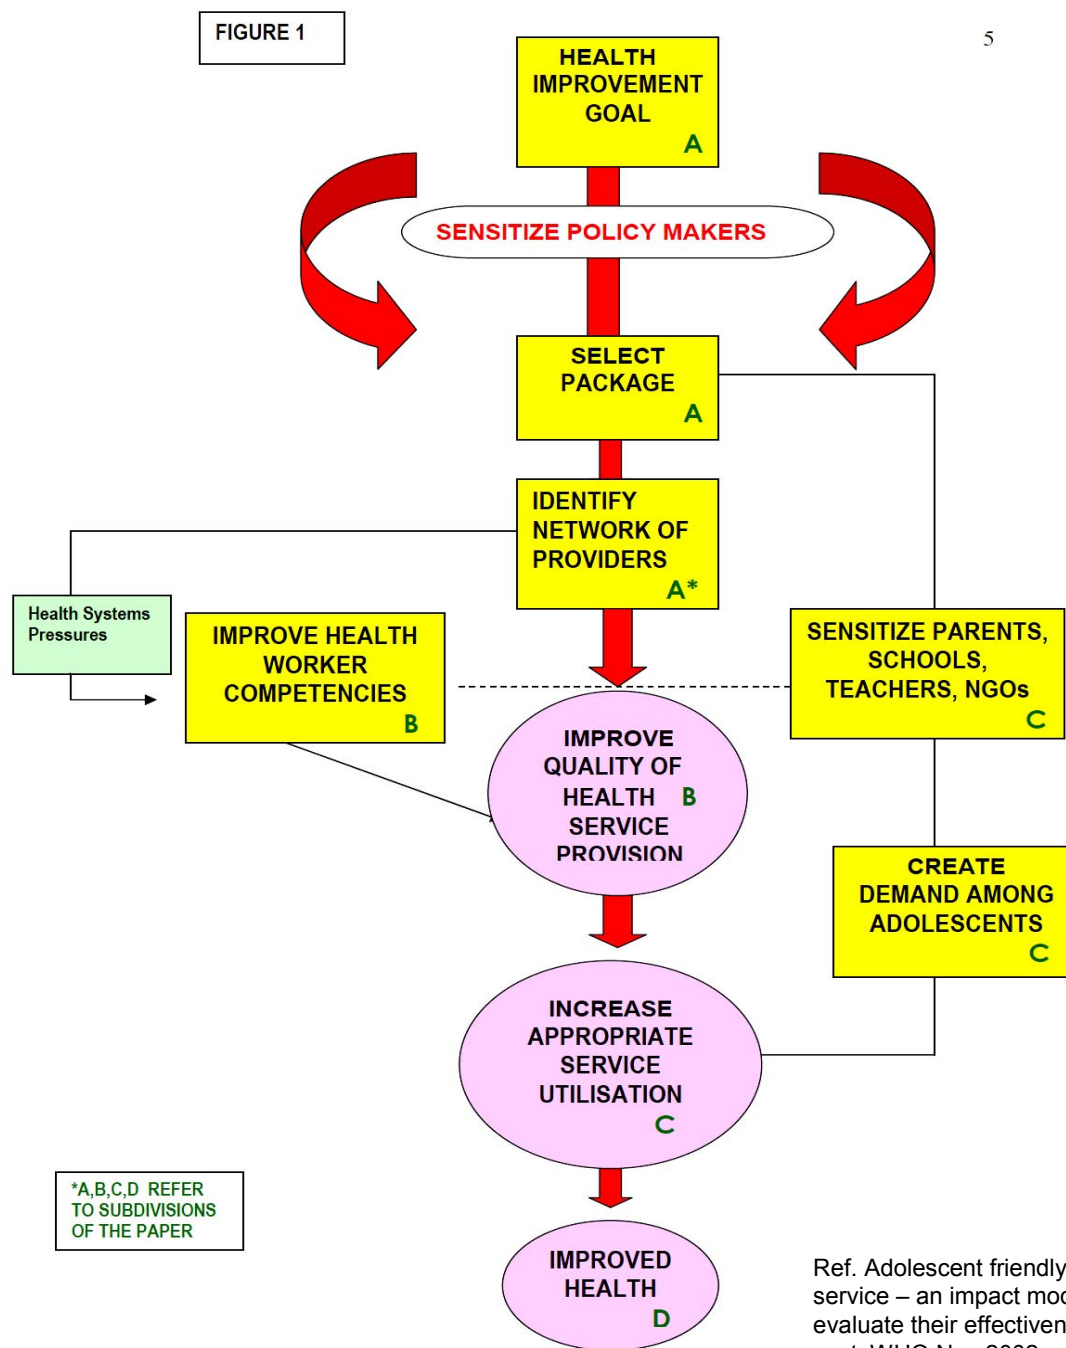 FIGURE 1
5
HEALTH
IMPROVEMENT
GOAL
A
SENSITIZE POLICY MAKERS
SELECT
PACKAGE
A
IDENTIFY
NETWORK OF
PROVIDERS
A*
Health Systems
Pressures
IMPROVE HEALTH
WORKER
COMPETENCIES
B
SENSITIZE PARENTS,
SCHOOLS,
TEACHERS, NGOs
C
IMPROVE
QUALITY OF
HEALTH B
SERVICE
PROVISION
CREATE
DEMAND AMONG
ADOLESCENTS
C
INCREASE
APPROPRIATE
SERVICE
UTILISATION
C
*A,B,C,D REFER
TO SUBDIVISIONS
OF THE PAPER
IMPROVED
HEALTH
D
Ref. Adolescent friendly
service – an impact
evaluate their